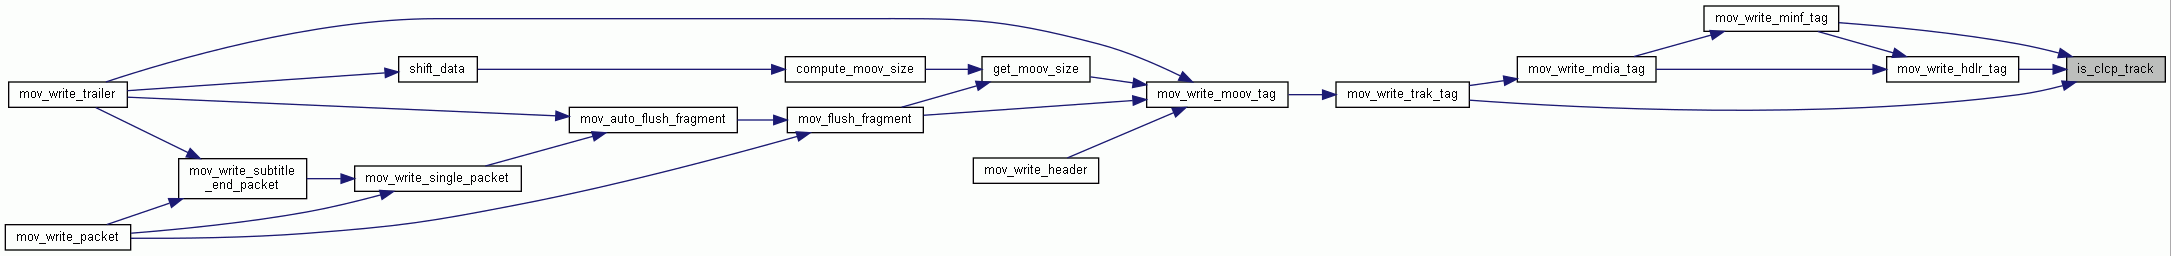 mov_write_minf_tag
shift_data
compute_moov_size
get_moov_size
mov_write_mdia_tag
mov_write_hdlr_tag
is_clcp_track
mov_write_trailer
mov_write_moov_tag
mov_write_trak_tag
mov_auto_flush_fragment
mov_flush_fragment
mov_write_subtitle
_end_packet
mov_write_single_packet
mov_write_header
mov_write_packet